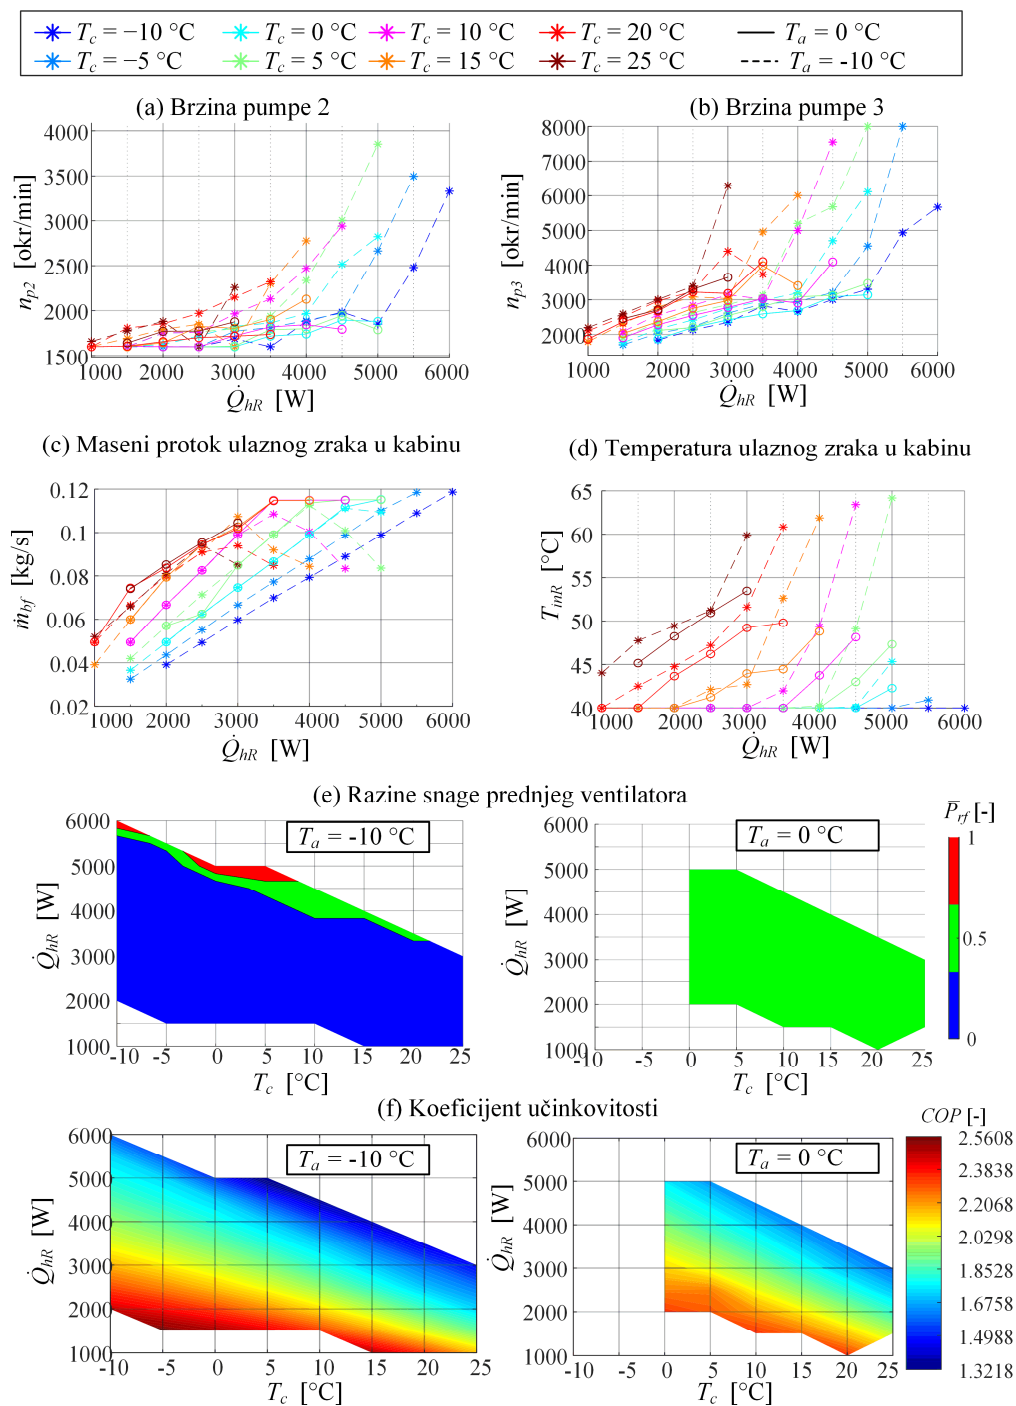 T_c = −10 °C T_c = 0 °C T_c = 10 °C T_c = 20 °C T_a = 0 °C
T_c = −5 °C T_c = 5 °C T_c = 15 °C T_c = 25 °C T_a = -10 °C
(a) Brzina pumpe 2
4000
3500
3000
2500
2000
1500
n_p2 [okr/min]
1000 2000 3000 4000 5000 6000
Q̇_hR [W]
(b) Brzina pumpe 3
8000
7000
6000
5000
4000
3000
2000
n_p3 [okr/min]
1000 2000 3000 4000 5000 6000
Q̇_hR [W]
(c) Maseni protok ulaznog zraka u kabinu
0.12
0.1
0.08
0.06
0.04
0.02
ṁ_bf [kg/s]
1000 2000 3000 4000 5000 6000
Q̇_hR [W]
(d) Temperatura ulaznog zraka u kabinu
65
60
55
50
45
40
T_inR [°C]
1000 2000 3000 4000 5000 6000
Q̇_hR [W]
(e) Razine snage prednjeg ventilatora
T_a = -10 °C
6000
5000
4000
3000
2000
1000
Q̇_hR [W]
-10 -5 0 5 10 15 20 25
T_c [°C]
T_a = 0 °C
6000
5000
4000
3000
2000
1000
Q̇_hR [W]
-10 -5 0 5 10 15 20 25
T_c [°C]
P̅_rf [-]
1
0.5
0
(f) Koeficijent učinkovitosti
T_a = -10 °C
6000
5000
4000
3000
2000
1000
Q̇_hR [W]
-10 -5 0 5 10 15 20 25
T_c [°C]
T_a = 0 °C
6000
5000
4000
3000
2000
1000
Q̇_hR [W]
-10 -5 0 5 10 15 20 25
T_c [°C]
COP [-]
2.5608
2.3838
2.2068
2.0298
1.8528
1.6758
1.4988
1.3218